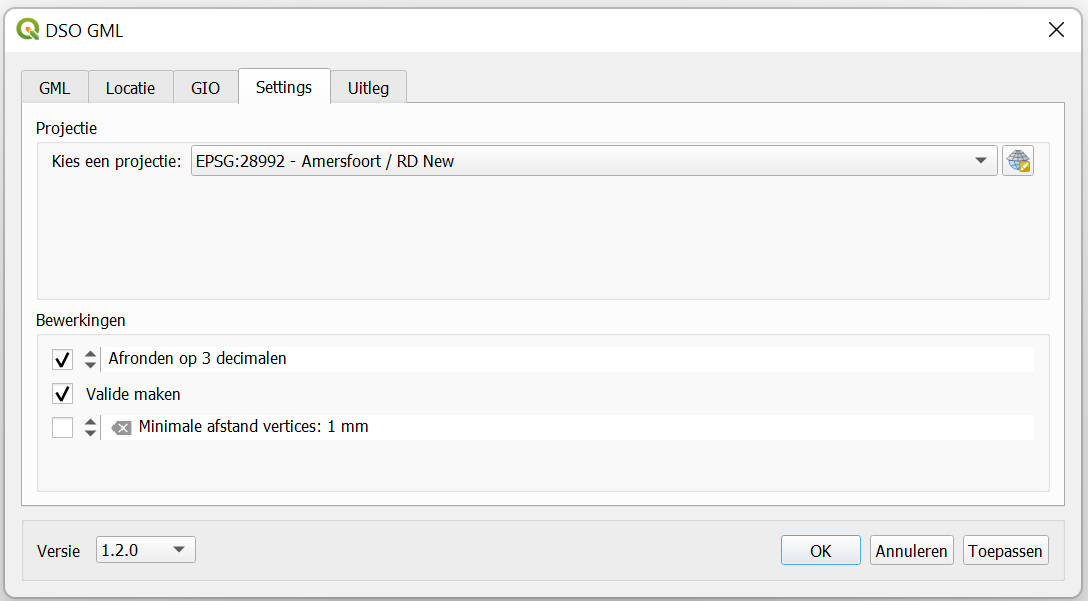 DSO GML
GML Locatie GIO Settings Uitleg
Projectie
Kies een projectie: EPSG:28992 - Amersfoort / RD New
Bewerkingen
Afronden op 3 decimalen
Valide maken
Minimale afstand vertices: 1 mm
Versie 1.2.0 OK Annuleren Toepassen